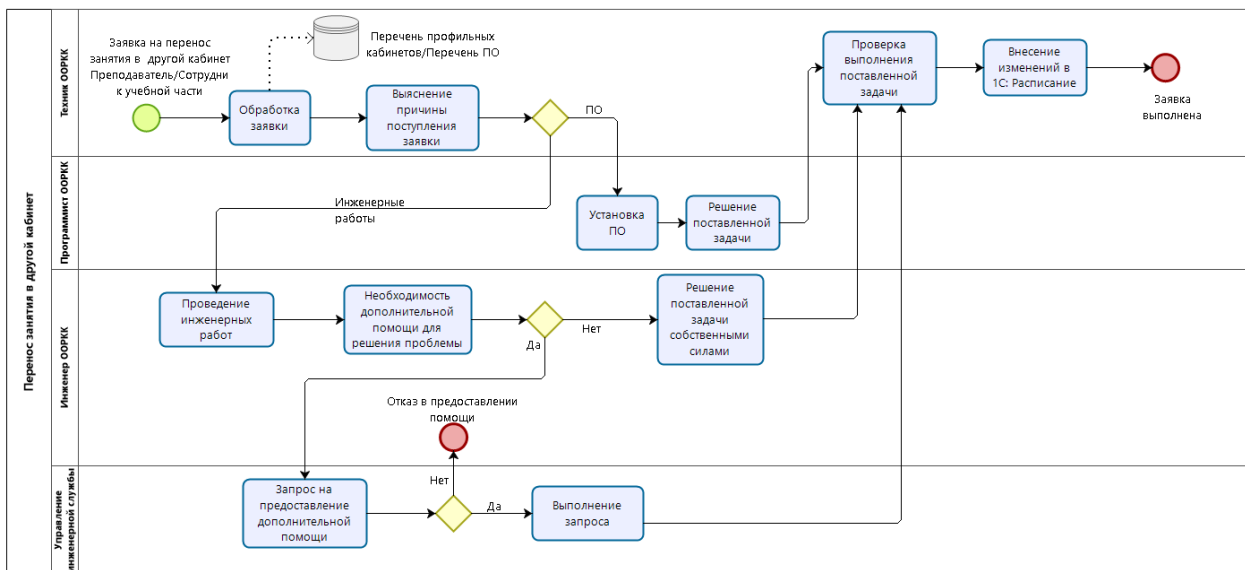 Перенос занятия в другой кабинет
Техник ООРКК
Заявка на перенос
занятия в другой кабинет
Преподаватель/Сотрудни
к учебной части
Обработка
заявки
Перечень профильных
кабинетов/Перечень ПО
Выяснение
причины
поступления
заявки
ПО
Проверка
выполнения
поставленной
задачи
Внесение
изменений в
1С: Расписание
Заявка
выполнена
Программист ООРКК
Инженерные
работы
Установка
ПО
Решение
поставленной
задачи
Инженер ООРКК
Проведение
инженерных
работ
Необходимость
дополнительной
помощи для
решения проблемы
Нет
Да
Решение
поставленной
задачи
собственными
силами
Отказ в предоставлении
помощи
Управление
инженерной службы
Запрос на
предоставление
дополнительной
помощи
Нет
Да
Выполнение
запроса